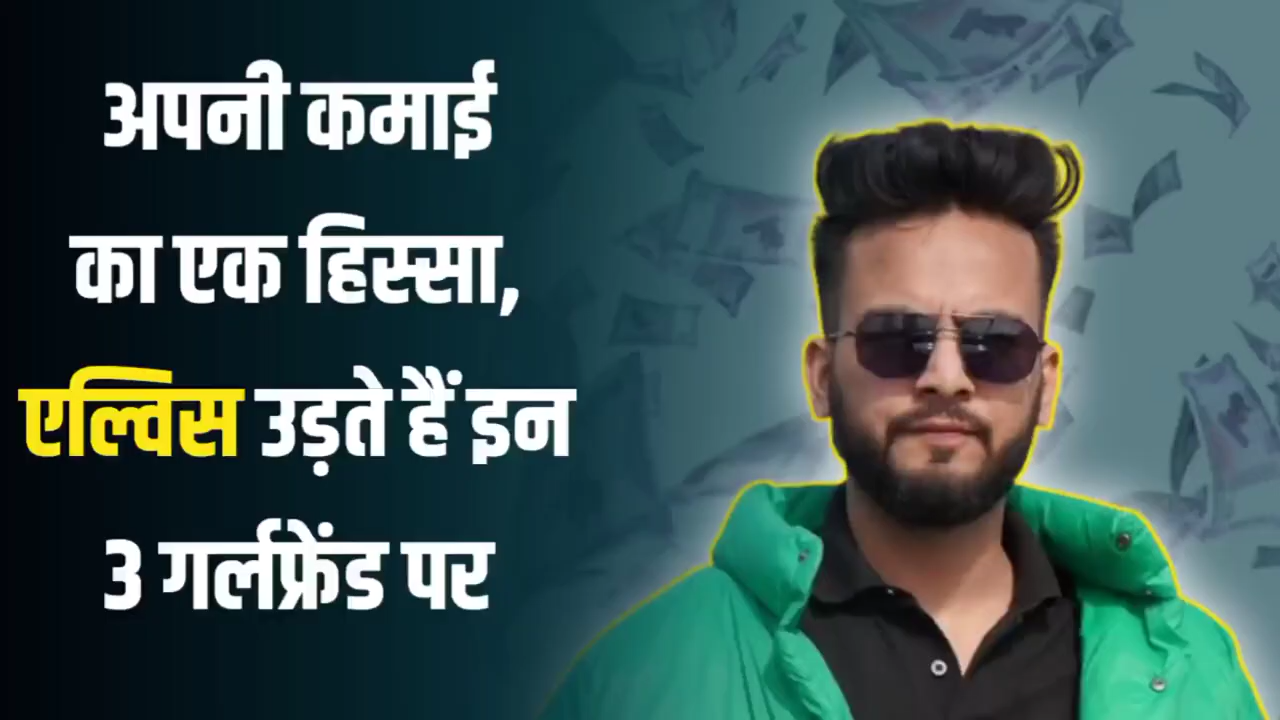 अपनी कमाई
का एक हिस्सा,
एल्विस उड़ते हैं इन
3 गर्लफ्रेंड पर